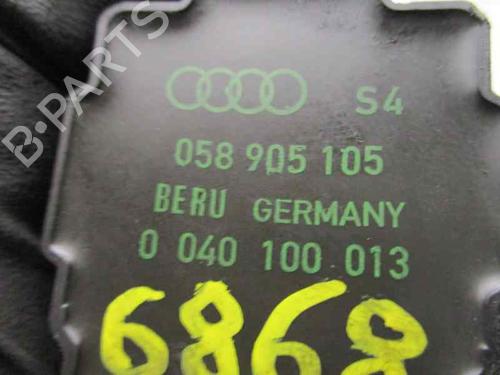 S4
058 905 105
BERU GERMANY
0 040 100 013
6868
B-PARTS